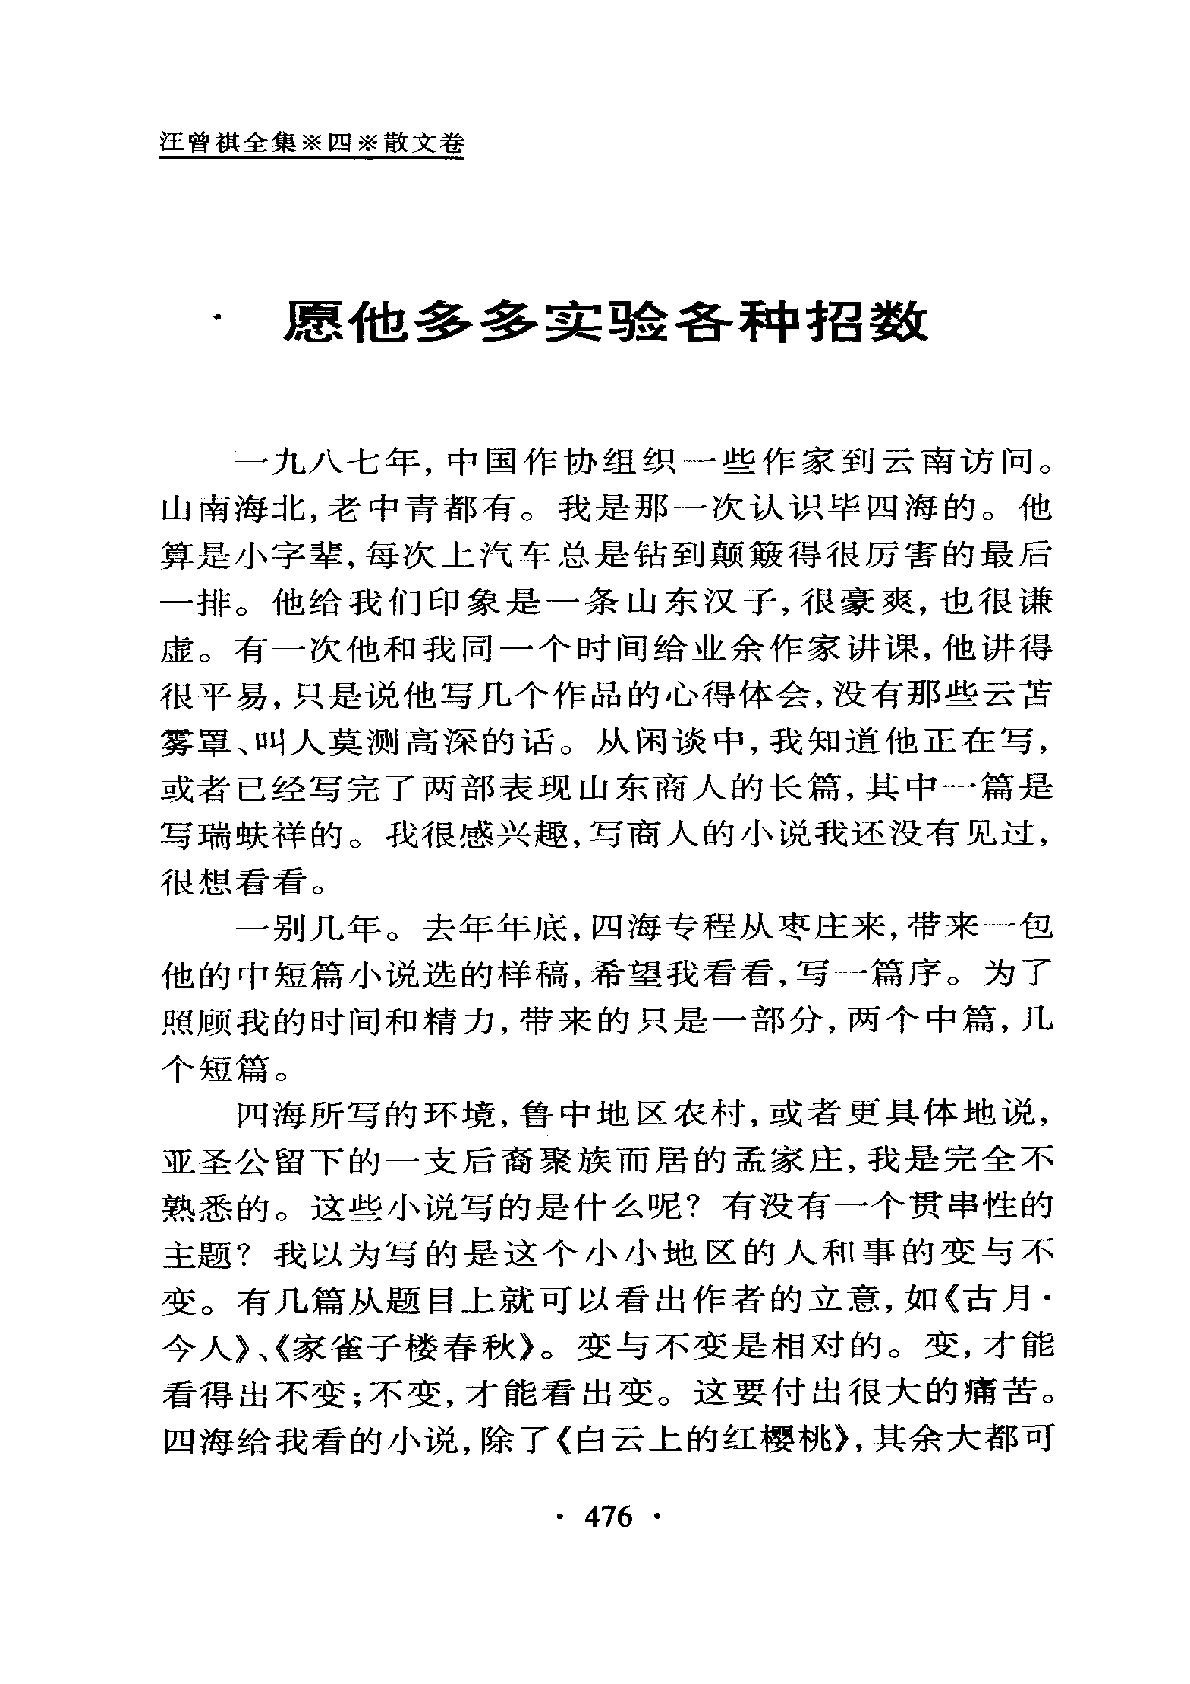 汪曾祺全集※四※散文卷
愿他多多实验各种招数
一九八七年，中国作协组织一些作家到云南访问。
山南海北，老中青都有。我是那一次认识毕四海的。他
算是小字辈，每次上汽车总是钻到颠簸得很厉害的最后
一排。他给我们印象是一条山东汉子，很豪爽，也很谦
虚。有一次他和我同一个时间给业余作家讲课，他讲得
很平易，只是说他写几个作品的心得体会，没有那些云苫
雾罩、叫人莫测高深的话。从闲谈中，我知道他正在写，
或者已经写完了两部表现山东商人的长篇，其中一篇是
写瑞蚨祥的。我很感兴趣，写商人的小说我还没有见过，
很想看看。
一别几年。去年年底，四海专程从枣庄来，带来一包
他的中短篇小说选的样稿，希望我看看，写一篇序。为了
照顾我的时间和精力，带来的只是一部分，两个中篇，几
个短篇。
四海所写的环境，鲁中地区农村，或者更具体地说，
亚圣公留下的一支后裔聚族而居的孟家庄，我是完全不
熟悉的。这些小说写的是什么呢？有没有一个贯串性的
主题？我以为写的是这个小小地区的人和事的变与不
变。有几篇从题目上就可以看出作者的立意，如《古月·
今人》、《家雀子楼春秋》。变与不变是相对的。变，才能
看得出不变；不变，才能看出变。这要付出很大的痛苦。
四海给我看的小说，除了《白云上的红樱桃》，其余大都可
· 476 ·